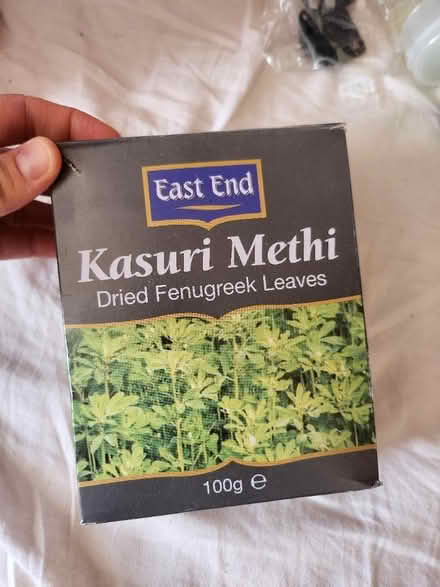 East End
Kasuri Methi
Dried Fenugreek Leaves
100g ℮